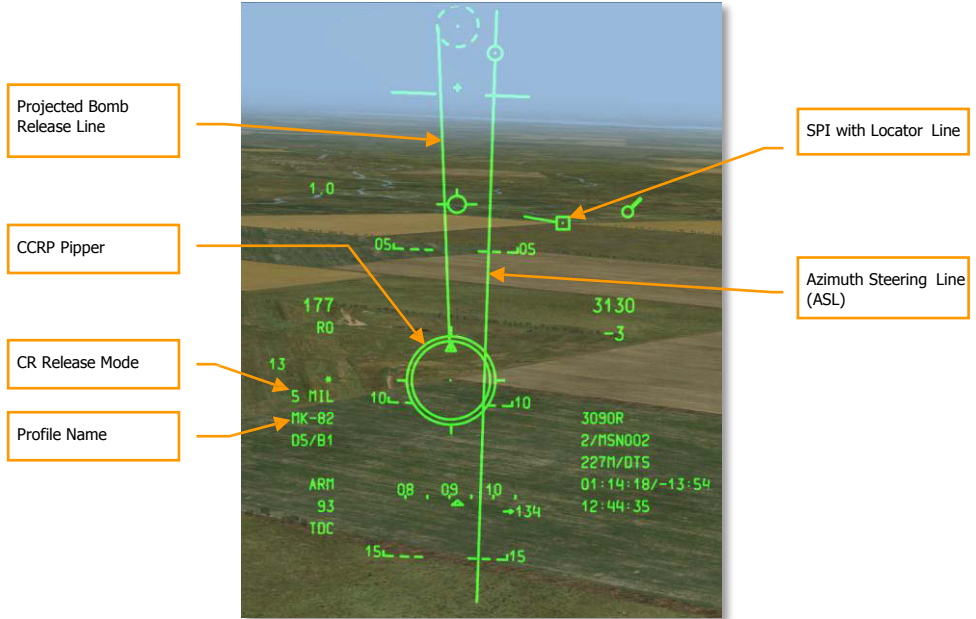 Projected Bomb
Release Line
CCRP Pipper
CR Release Mode
Profile Name
SPI with Locator Line
Azimuth Steering Line
(ASL)
1,0
05 05
177 3130
R0 -3
13
*
5 MIL
10 10
MK-82 3090R
D5/B1 2/MSN002
227M/DTS
ARM 08 09 1,0 01:14:18/-13:54
93 →134 12:44:35
TDC
15 15